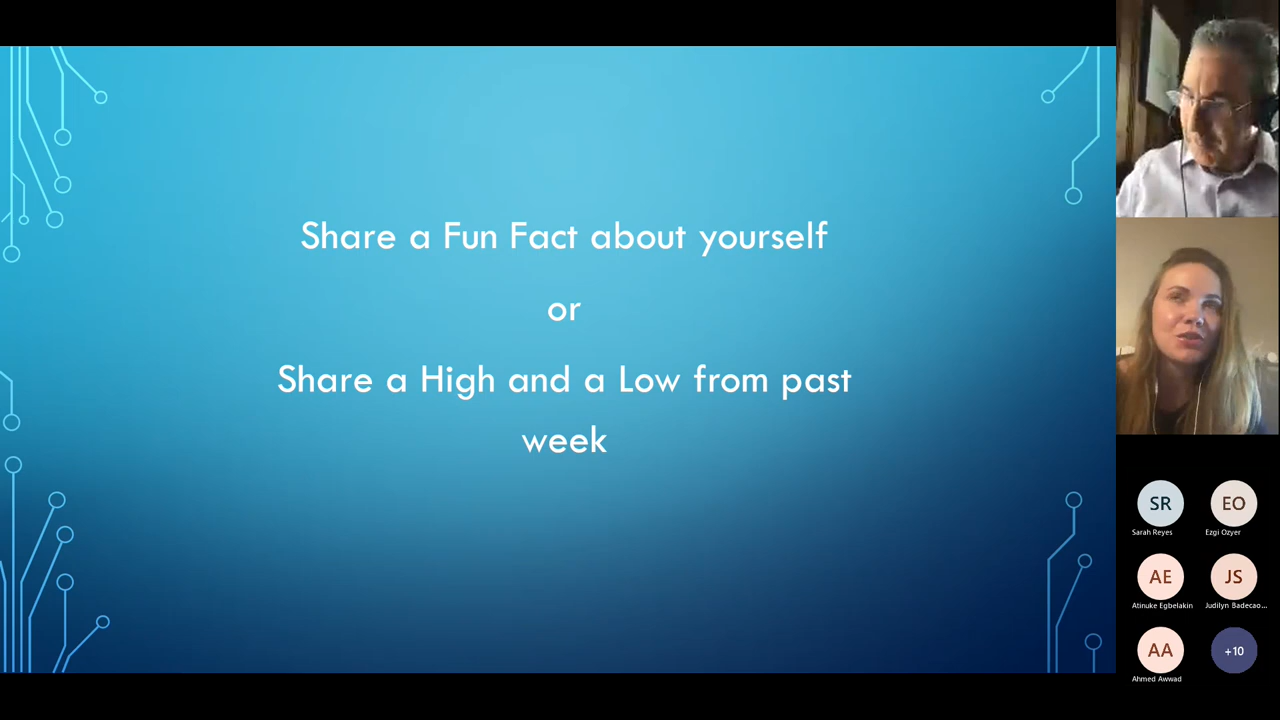 Share a Fun Fact about yourself
or
Share a High and a Low from past
week
SR
EO
Sarah Reyes
Ezgi Ozyer
AE
JS
Atinuke Egbelakin
Judilyn Badecao...
AA
+10
Ahmed Awwad